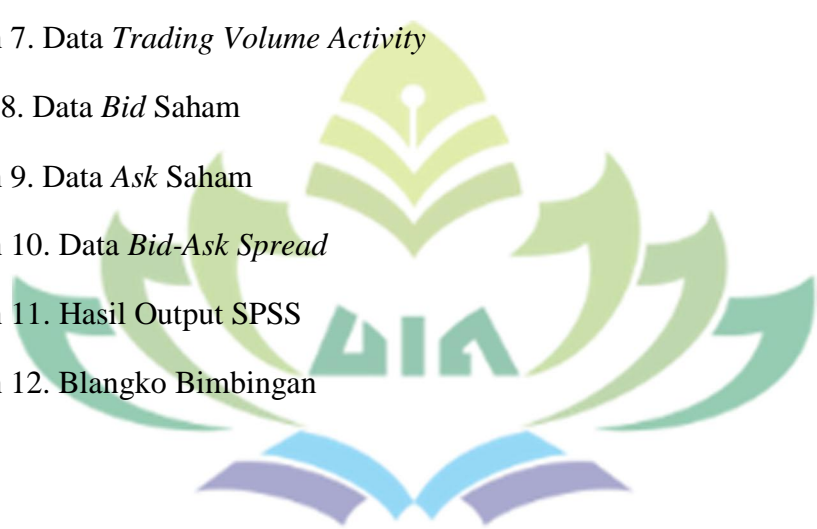 n 7. Data Trading Volume Activity
8. Data Bid Saham
n 9. Data Ask Saham
n 10. Data Bid-Ask Spread
n 11. Hasil Output SPSS
UIN
n 12. Blangko Bimbingan